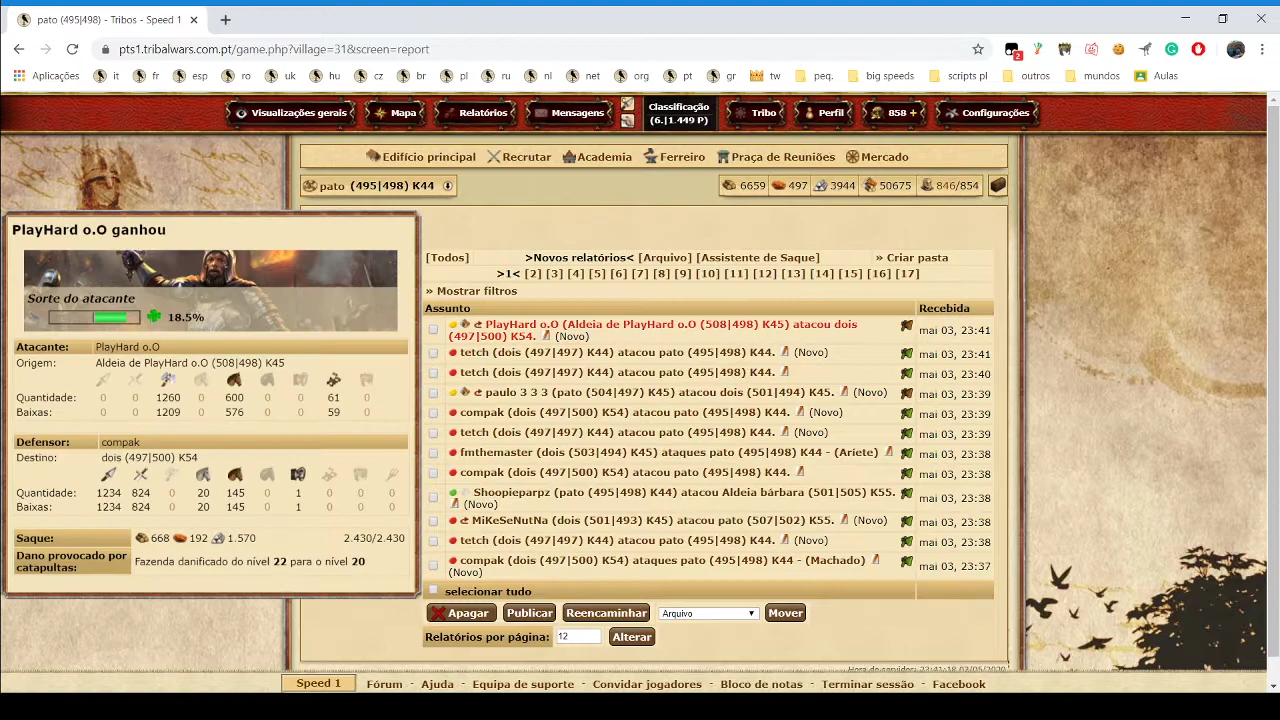 pato (495|498) - Tribos - Speed 1
pts1.tribalwars.com.pt/game.php?village=31&screen=report
2
Aplicações it fr esp ro uk hu cz br pl ru nl net org pt gr tw peq. big speeds scripts pl outros mundos Aulas
Visualizações gerais Mapa Relatórios Mensagens Classificação (6.|1.449 P) Tribo Perfil 858 + Configurações
Edifício principal Recrutar Academia Ferreiro Praça de Reuniões Mercado
pato (495|498) K44 6659 497 3944 50675 846/854
PlayHard o.O ganhou
Sorte do atacante
18.5%
Atacante: PlayHard o.O
Origem: Aldeia de PlayHard o.O (508|498) K45
Quantidade: 0 0 1260 0 600 0 0 61 0
Baixas: 0 0 1209 0 576 0 0 59 0
Defensor: compak
Destino: dois (497|500) K54
Quantidade: 1234 824 0 20 145 0 1 0 0 0
Baixas: 1234 824 0 20 145 0 1 0 0 0
Saque: 668 192 1.570 2.430/2.430
Dano provocado por catapultas: Fazenda danificado do nível 22 para o nível 20
[Todos] >Novos relatórios< [Arquivo] [Assistente de Saque] » Criar pasta
>1< [2] [3] [4] [5] [6] [7] [8] [9] [10] [11] [12] [13] [14] [15] [16] [17]
» Mostrar filtros
Assunto Recebida
PlayHard o.O (Aldeia de PlayHard o.O (508|498) K45) atacou dois
(497|500) K54. (Novo) mai 03, 23:41
tetch (dois (497|497) K44) atacou pato (495|498) K44. (Novo) mai 03, 23:41
tetch (dois (497|497) K44) atacou pato (495|498) K44. (Novo) mai 03, 23:40
paulo 3 3 3 (pato (504|497) K45) atacou dois (501|494) K45. (Novo) mai 03, 23:39
compak (dois (497|500) K54) atacou pato (495|498) K44. (Novo) mai 03, 23:39
tetch (dois (497|497) K44) atacou pato (495|498) K44. (Novo) mai 03, 23:39
fmthemaster (dois (503|494) K45) ataques pato (495|498) K44 - (Ariete) mai 03, 23:38
compak (dois (497|500) K54) atacou pato (495|498) K44. mai 03, 23:38
Shoopieparpz (pato (495|498) K44) atacou Aldeia bárbara (501|505) K55.
(Novo) mai 03, 23:38
MiKeSeNutNa (dois (501|493) K45) atacou pato (507|502) K55. (Novo) mai 03, 23:38
tetch (dois (497|497) K44) atacou pato (495|498) K44. (Novo) mai 03, 23:38
compak (dois (497|500) K54) ataques pato (495|498) K44 - (Machado)
(Novo) mai 03, 23:37
selecionar tudo
Apagar Publicar Reencaminhar Arquivo Mover
Relatórios por página: 12 Alterar
Hora do servidor: 23:41:18 03/05/2020
Speed 1 Fórum - Ajuda - Equipa de suporte - Convidar jogadores - Bloco de notas - Terminar sessão - Facebook